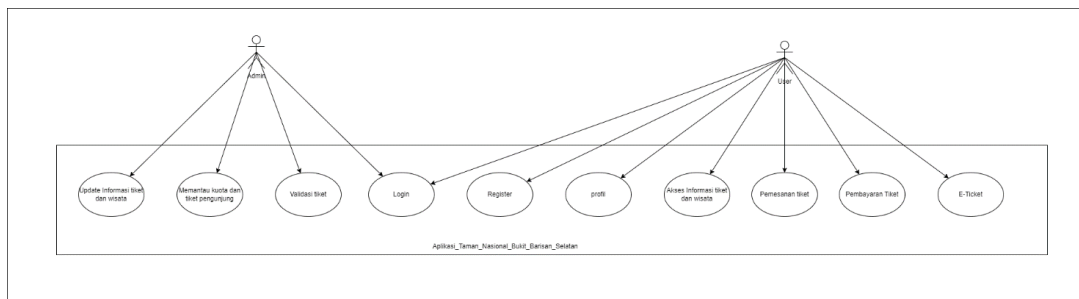 Admin
User
Update Informasi tiket
dan wisata
Memantau kuota dan
tiket pengunjung
Validasi tiket
Login
Register
profil
Akses Informasi tiket
dan wisata
Pemesanan tiket
Pembayaran Tiket
E-Ticket
Aplikasi_Taman_Nasional_Bukit_Barisan_Selatan